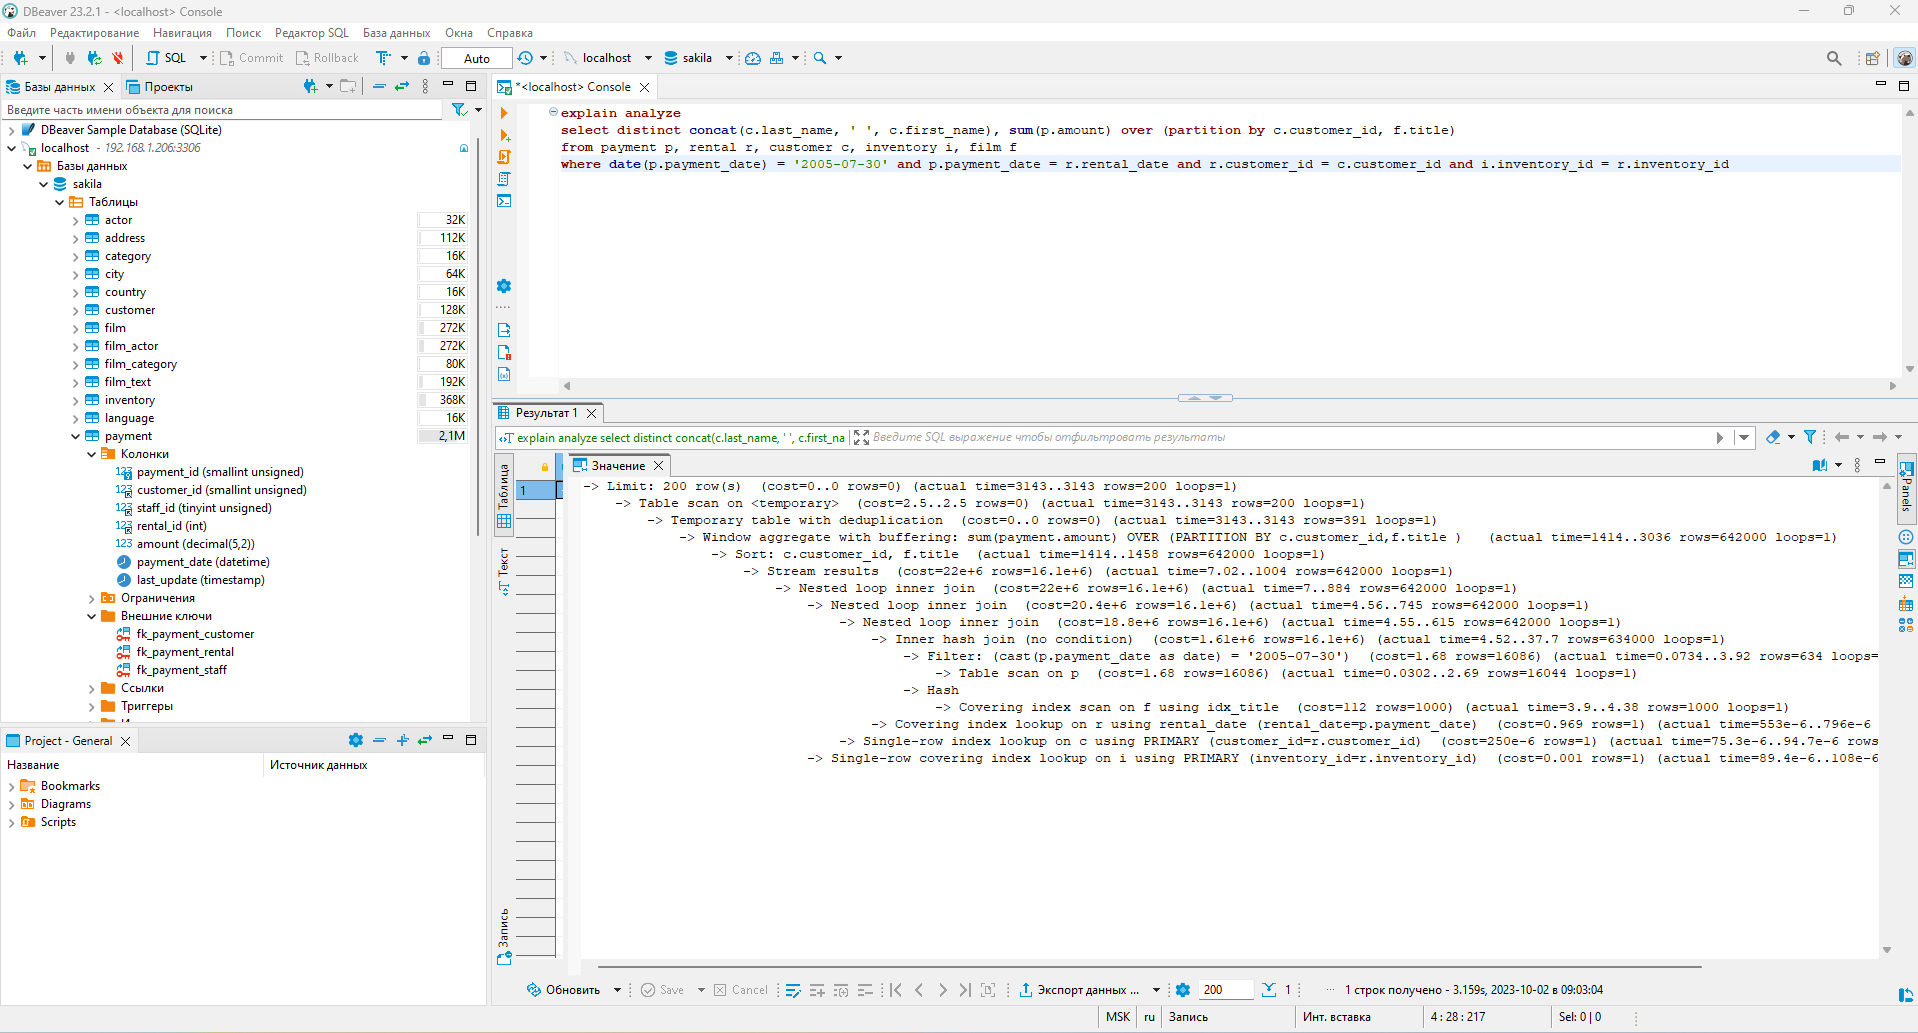 DBeaver 23.2.1 - <localhost> Console
Файл Редактирование Навигация Поиск Редактор SQL База данных Окна Справка
SQL Commit Rollback Auto localhost sakila
Базы данных Проекты
Введите часть имени объекта для поиска
DBeaver Sample Database (SQLite)
localhost - 192.168.1.206:3306
Базы данных
sakila
Таблицы
actor 32K
address 112K
category 16K
city 64K
country 16K
customer 128K
film 272K
film_actor 272K
film_category 80K
film_text 192K
inventory 368K
language 16K
payment 2,1M
Колонки
payment_id (smallint unsigned)
customer_id (smallint unsigned)
staff_id (tinyint unsigned)
rental_id (int)
amount (decimal(5,2))
payment_date (datetime)
last_update (timestamp)
Ограничения
Внешние ключи
fk_payment_customer
fk_payment_rental
fk_payment_staff
Ссылки
Триггеры
Project - General
Название Источник данных
Bookmarks
Diagrams
Scripts
*<localhost> Console
explain analyze
select distinct concat(c.last_name, ' ', c.first_name), sum(p.amount) over (partition by c.customer_id, f.title)
from payment p, rental r, customer c, inventory i, film f
where date(p.payment_date) = '2005-07-30' and p.payment_date = r.rental_date and r.customer_id = c.customer_id and i.inventory_id = r.inventory_id
Результат 1
explain analyze select distinct concat(c.last_name, ' ', c.first_na Введите SQL выражение чтобы отфильтровать результаты
Таблица
Текст
Запись
1
Значение
Panels
-> Limit: 200 row(s) (cost=0..0 rows=0) (actual time=3143..3143 rows=200 loops=1)
-> Table scan on <temporary> (cost=2.5..2.5 rows=0) (actual time=3143..3143 rows=200 loops=1)
-> Temporary table with deduplication (cost=0..0 rows=0) (actual time=3143..3143 rows=391 loops=1)
-> Window aggregate with buffering: sum(payment.amount) OVER (PARTITION BY c.customer_id,f.title ) (actual time=1414..3036 rows=642000 loops=1)
-> Sort: c.customer_id, f.title (actual time=1414..1458 rows=642000 loops=1)
-> Stream results (cost=22e+6 rows=16.1e+6) (actual time=7.02..1004 rows=642000 loops=1)
-> Nested loop inner join (cost=22e+6 rows=16.1e+6) (actual time=7..884 rows=642000 loops=1)
-> Nested loop inner join (cost=20.4e+6 rows=16.1e+6) (actual time=4.56..745 rows=642000 loops=1)
-> Nested loop inner join (cost=18.8e+6 rows=16.1e+6) (actual time=4.55..615 rows=642000 loops=1)
-> Inner hash join (no condition) (cost=1.61e+6 rows=16.1e+6) (actual time=4.52..37.7 rows=634000 loops=1)
-> Filter: (cast(p.payment_date as date) = '2005-07-30') (cost=1.68 rows=16086) (actual time=0.0734..3.92 rows=634 loops=
-> Table scan on p (cost=1.68 rows=16086) (actual time=0.0302..2.69 rows=16044 loops=1)
-> Hash
-> Covering index scan on f using idx_title (cost=112 rows=1000) (actual time=3.9..4.38 rows=1000 loops=1)
-> Covering index lookup on r using rental_date (rental_date=p.payment_date) (cost=0.969 rows=1) (actual time=553e-6..796e-6
-> Single-row index lookup on c using PRIMARY (customer_id=r.customer_id) (cost=250e-6 rows=1) (actual time=75.3e-6..94.7e-6 rows
-> Single-row covering index lookup on i using PRIMARY (inventory_id=r.inventory_id) (cost=0.001 rows=1) (actual time=89.4e-6..108e-6
Обновить Save Cancel Экспорт данных ... 200 1 ... 1 строк получено - 3.159s, 2023-10-02 в 09:03:04
MSK ru Запись Инт. вставка 4 : 28 : 217 Sel: 0 | 0